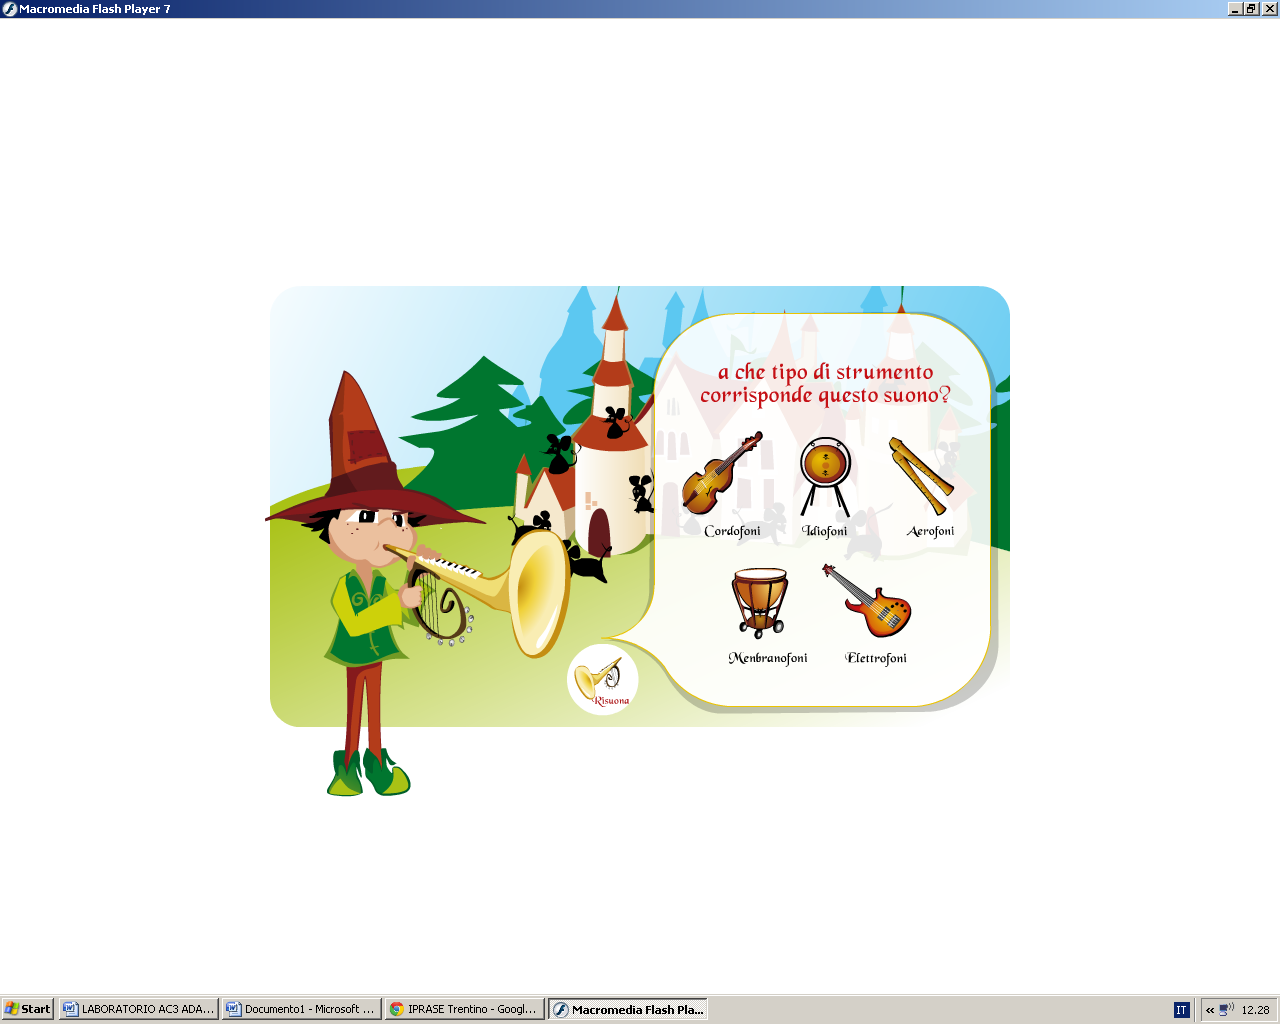 Macromedia Flash Player 7
a che tipo di strumento
corrisponde questo suono?
Cordofoni
Idiofoni
Aerofoni
Menbranofoni
Elettrofoni
Risuona
Start
LABORATORIO AC3 ADA...
Documento1 - Microsoft ...
IPRASE Trentino - Googl...
Macromedia Flash Pla...
IT
«
12.28